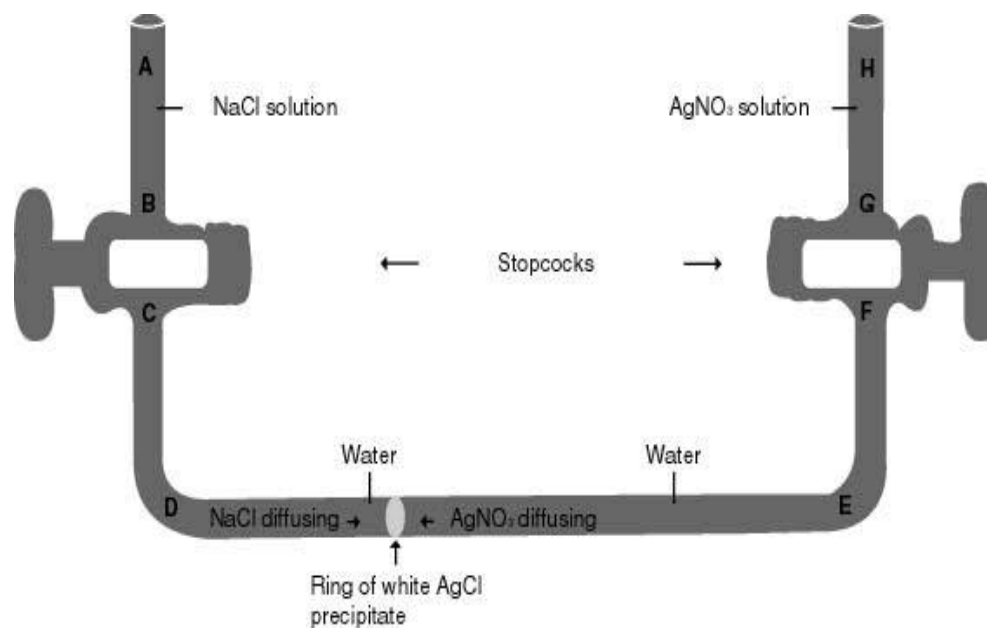 A
H
NaCl solution
AgNO₃ solution
B
G
Stopcocks
C
F
Water
Water
D
E
NaCl diffusing
AgNO₃ diffusing
Ring of white AgCl
precipitate